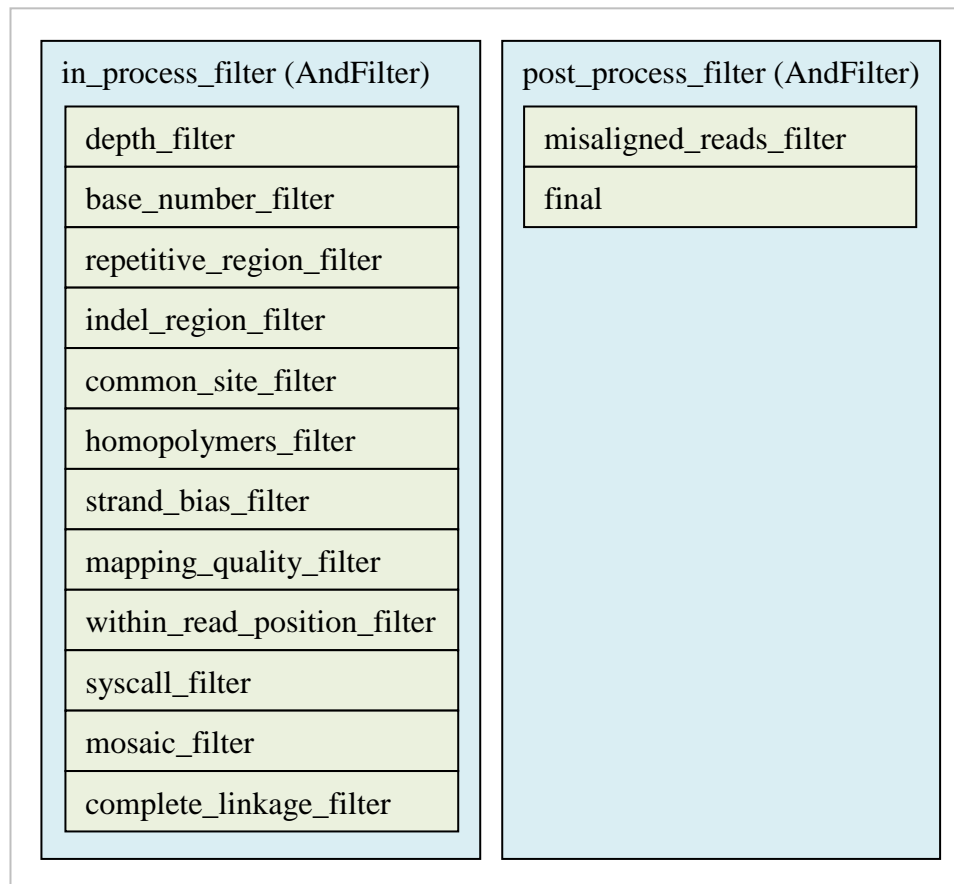 in_process_filter (AndFilter)
depth_filter
base_number_filter
repetitive_region_filter
indel_region_filter
common_site_filter
homopolymers_filter
strand_bias_filter
mapping_quality_filter
within_read_position_filter
syscall_filter
mosaic_filter
complete_linkage_filter
post_process_filter (AndFilter)
misaligned_reads_filter
final